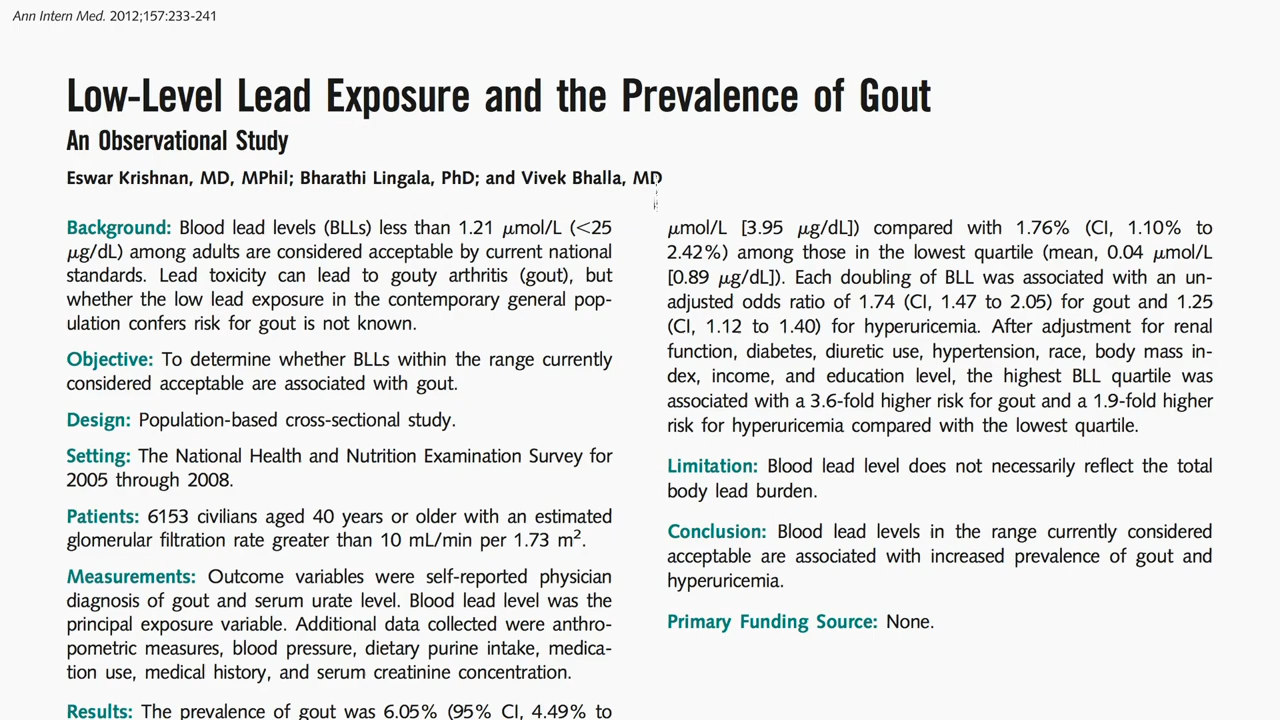 Ann Intern Med. 2012;157:233-241
Low-Level Lead Exposure and the Prevalence of Gout
An Observational Study
Eswar Krishnan, MD, MPhil; Bharathi Lingala, PhD; and Vivek Bhalla, MD
Background: Blood lead levels (BLLs) less than 1.21 μmol/L (<25
μg/dL) among adults are considered acceptable by current national
standards. Lead toxicity can lead to gouty arthritis (gout), but
whether the low lead exposure in the contemporary general pop-
ulation confers risk for gout is not known.
Objective: To determine whether BLLs within the range currently
considered acceptable are associated with gout.
Design: Population-based cross-sectional study.
Setting: The National Health and Nutrition Examination Survey for
2005 through 2008.
Patients: 6153 civilians aged 40 years or older with an estimated
glomerular filtration rate greater than 10 mL/min per 1.73 m².
Measurements: Outcome variables were self-reported physician
diagnosis of gout and serum urate level. Blood lead level was the
principal exposure variable. Additional data collected were anthro-
pometric measures, blood pressure, dietary purine intake, medica-
tion use, medical history, and serum creatinine concentration.
Results: The prevalence of gout was 6.05% (95% CI, 4.49% to
μmol/L [3.95 μg/dL]) compared with 1.76% (CI, 1.10% to
2.42%) among those in the lowest quartile (mean, 0.04 μmol/L
[0.89 μg/dL]). Each doubling of BLL was associated with an un-
adjusted odds ratio of 1.74 (CI, 1.47 to 2.05) for gout and 1.25
(CI, 1.12 to 1.40) for hyperuricemia. After adjustment for renal
function, diabetes, diuretic use, hypertension, race, body mass in-
dex, income, and education level, the highest BLL quartile was
associated with a 3.6-fold higher risk for gout and a 1.9-fold higher
risk for hyperuricemia compared with the lowest quartile.
Limitation: Blood lead level does not necessarily reflect the total
body lead burden.
Conclusion: Blood lead levels in the range currently considered
acceptable are associated with increased prevalence of gout and
hyperuricemia.
Primary Funding Source: None.